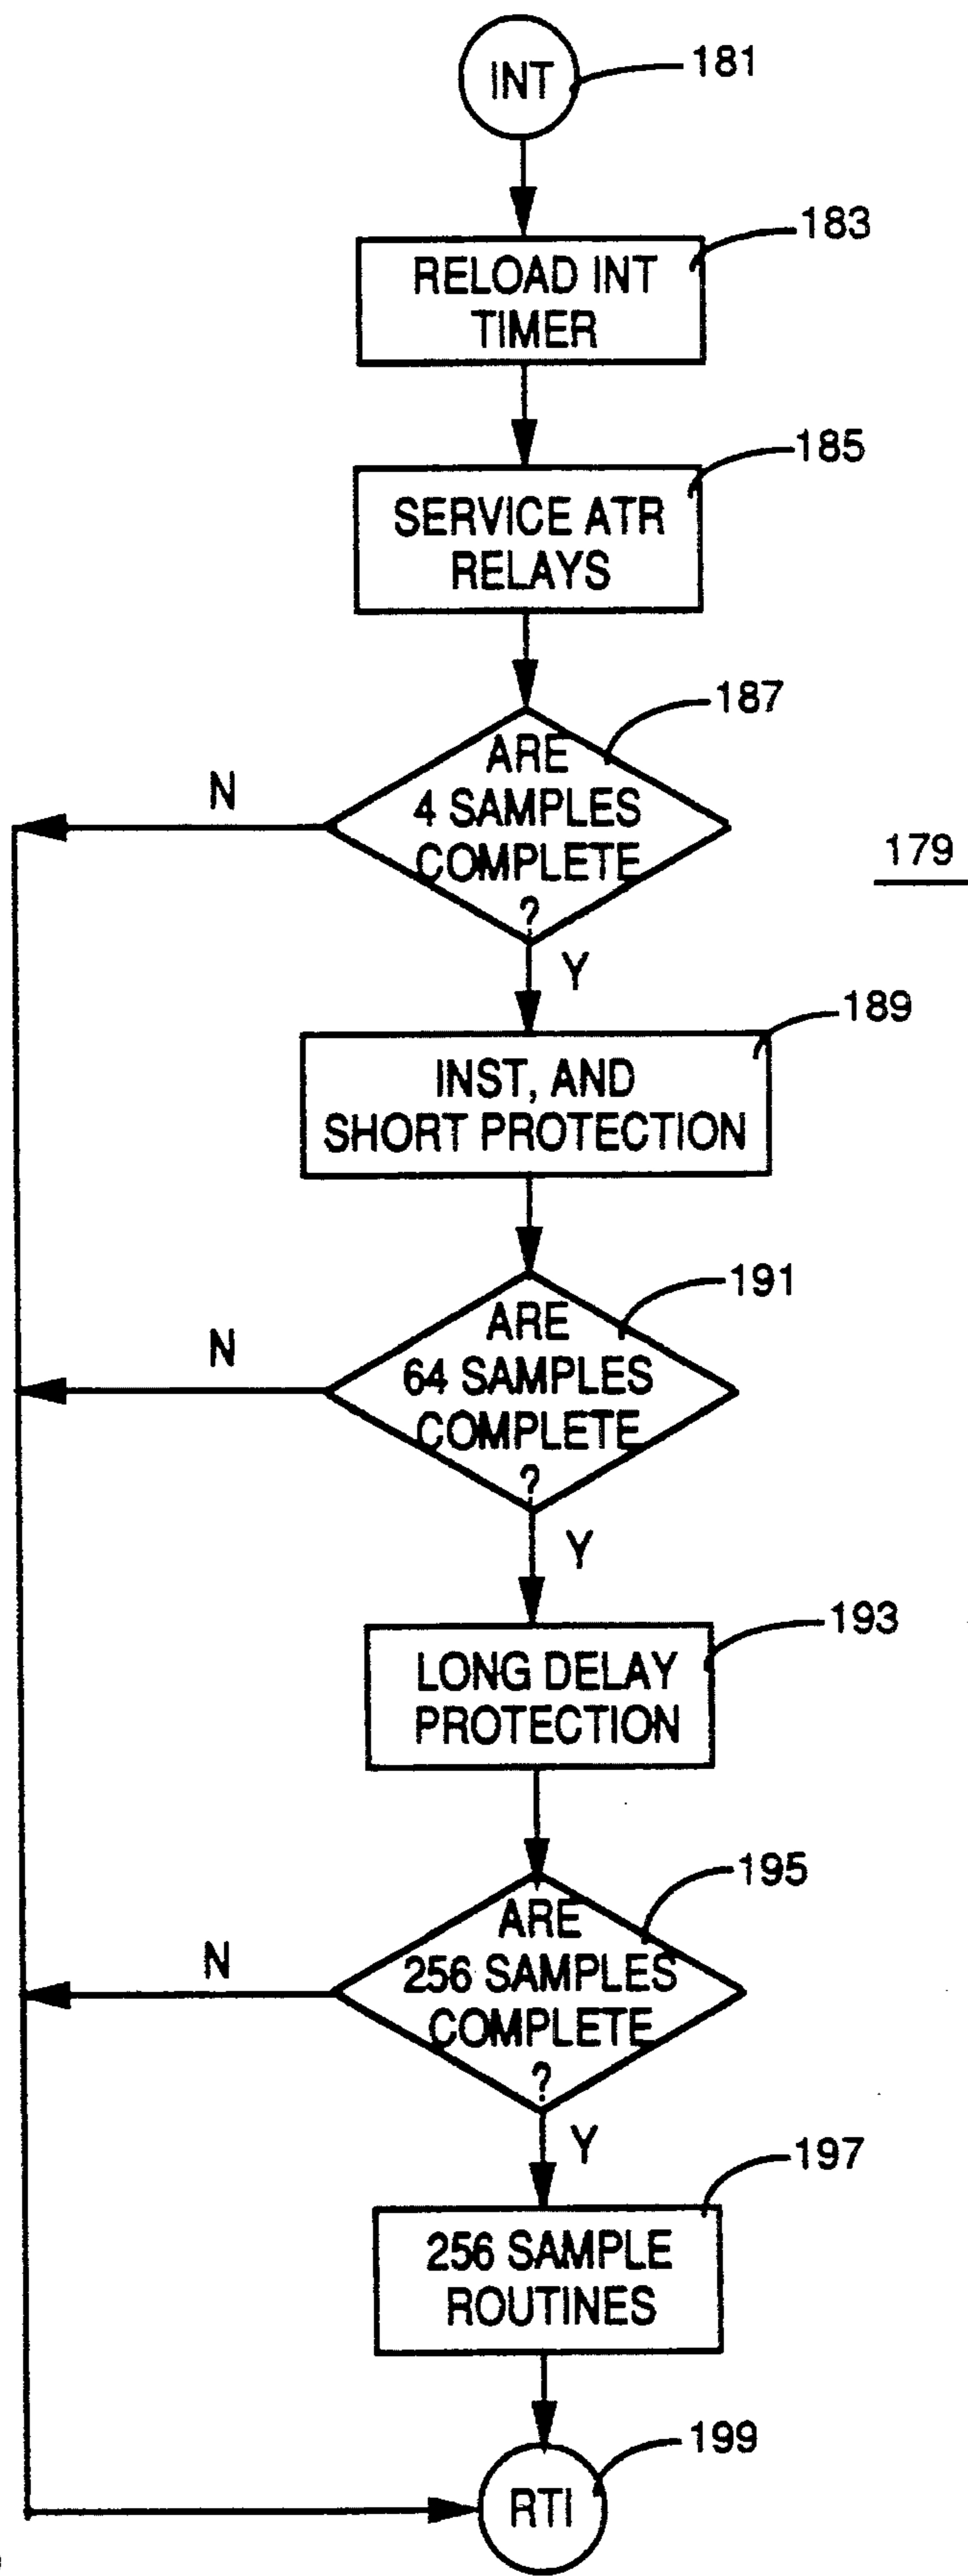 INT
181
183
RELOAD INT
TIMER
185
SERVICE ATR
RELAYS
187
ARE
4 SAMPLES
COMPLETE
?
N
179
Y
189
INST, AND
SHORT PROTECTION
191
ARE
64 SAMPLES
COMPLETE
?
N
Y
193
LONG DELAY
PROTECTION
195
ARE
256 SAMPLES
COMPLETE
?
N
Y
197
256 SAMPLE
ROUTINES
199
RTI